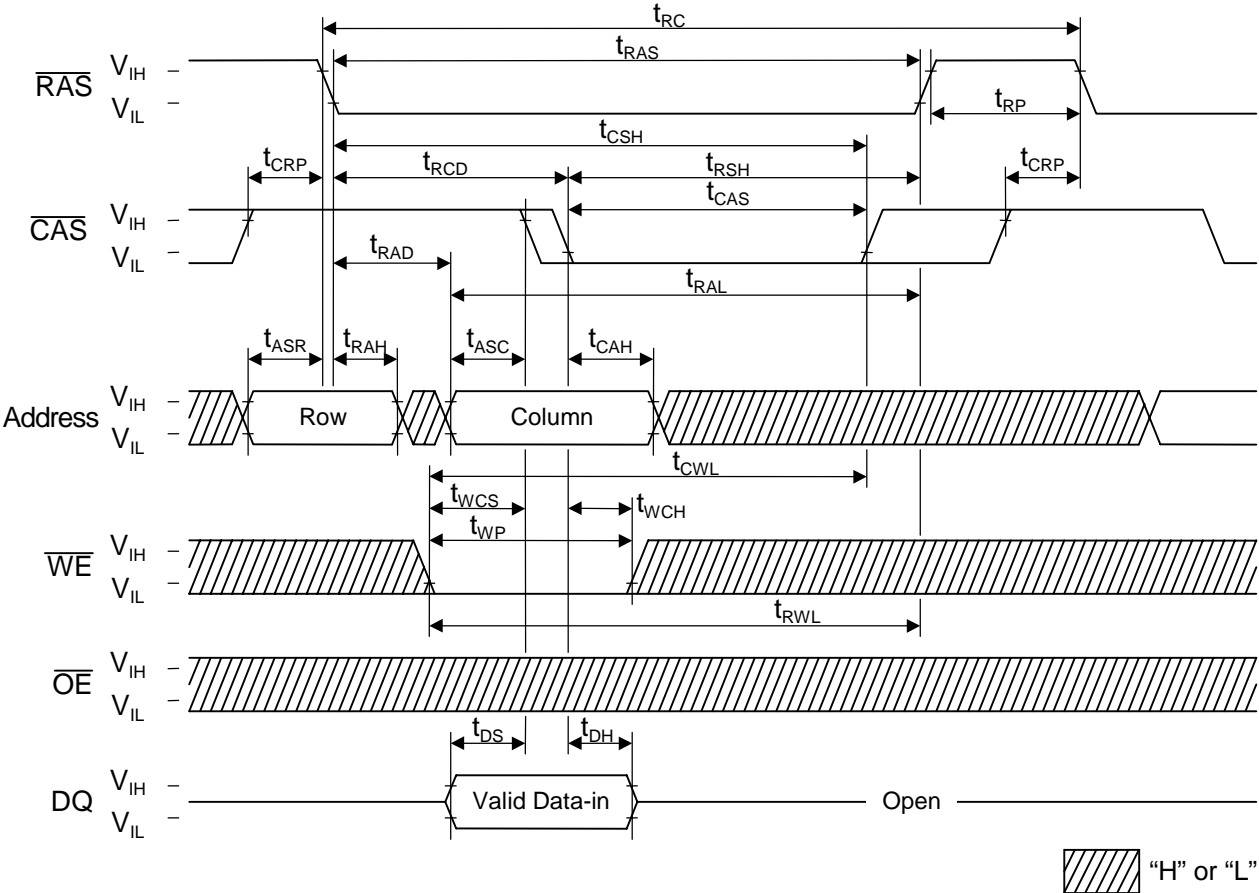 tRC
RAS VIH
VIL
tRAS
tRP
tCSH
tCRP tRCD tRSH tCRP
tCAS
CAS VIH
VIL
tRAD
tRAL
tASR tRAH tASC tCAH
Address VIH
VIL
Row Column
tCWL
tWCS tWCH
tWP
WE VIH
VIL
tRWL
OE VIH
VIL
tDS tDH
DQ VIH
VIL
Valid Data-in Open
“H” or “L”